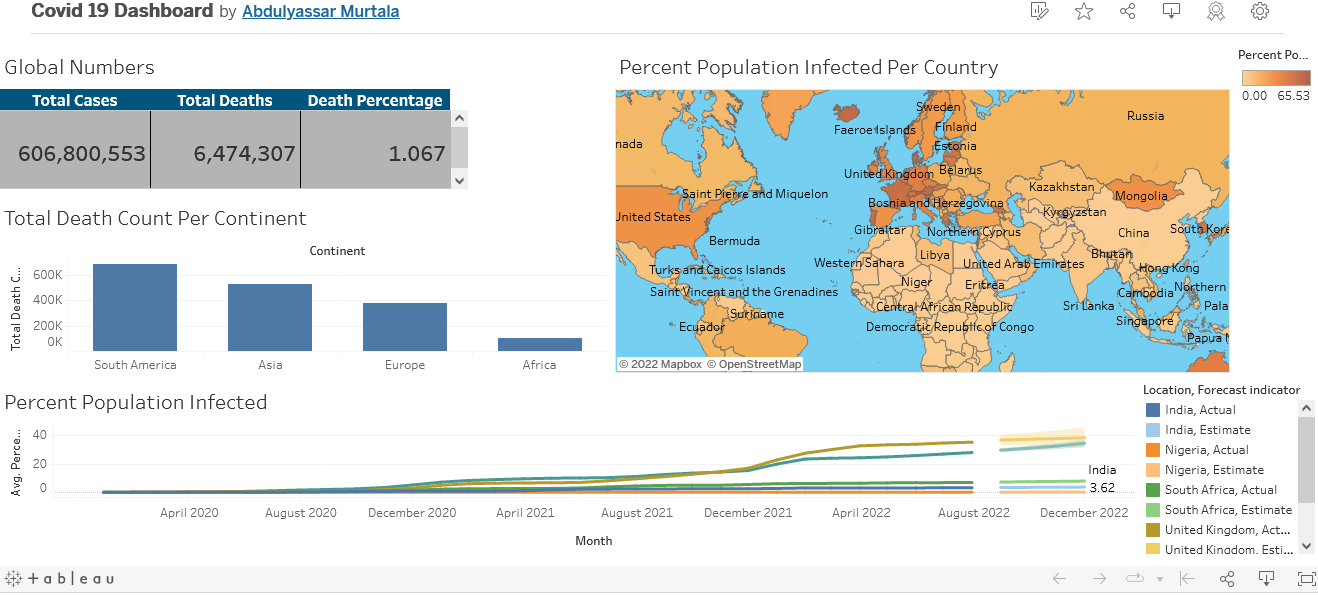 Covid 19 Dashboard by Abdulyassar Murtala
Global Numbers
Total Cases Total Deaths Death Percentage
606,800,553 6,474,307 1.067
Total Death Count Per Continent
Continent
Total Death C...
600K
400K
200K
0K
South America Asia Europe Africa
Percent Population Infected Per Country
Percent Po...
0.00 65.53
Sweden
Russia
Faeroe Islands
Finland
nada
Estonia
United Kingdom
Belarus
Saint Pierre and Miquelon
Kazakhstan
Mongolia
Bosnia and Herzegovina
United States
Kyrgyzstan
Gibraltar
Northern Cyprus
China
South Kore
Bermuda
Libya
Bhutan
Western Sahara
United Arab Emirates
Turks and Caicos Islands
Hong Kong
Niger
Eritrea
Northern
Saint Vincent and the Grenadines
Cambodia
Central African Republic
Sri Lanka
Pala
Suriname
Singapore
Ecuador
Democratic Republic of Congo
Papua N
© 2022 Mapbox © OpenStreetMap
Percent Population Infected
Avg. Perce...
40
20
0
India
3.62
April 2020 August 2020 December 2020 April 2021 August 2021 December 2021 April 2022 August 2022 December 2022
Month
Location, Forecast indicator
India, Actual
India, Estimate
Nigeria, Actual
Nigeria, Estimate
South Africa, Actual
South Africa, Estimate
United Kingdom, Act...
United Kingdom, Esti...
+ a b l e a u